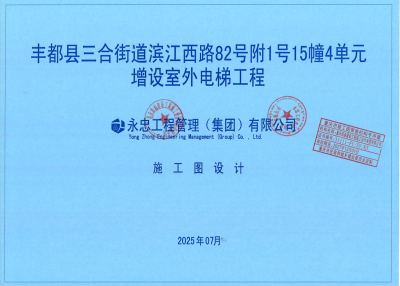 丰都县三合街道滨江西路82号附1号15幢4单元
增设室外电梯工程
永忠工程管理（集团）有限公司
Yong Zhong Engineering Management (Group) Co., Ltd
施工图设计
2025年07月